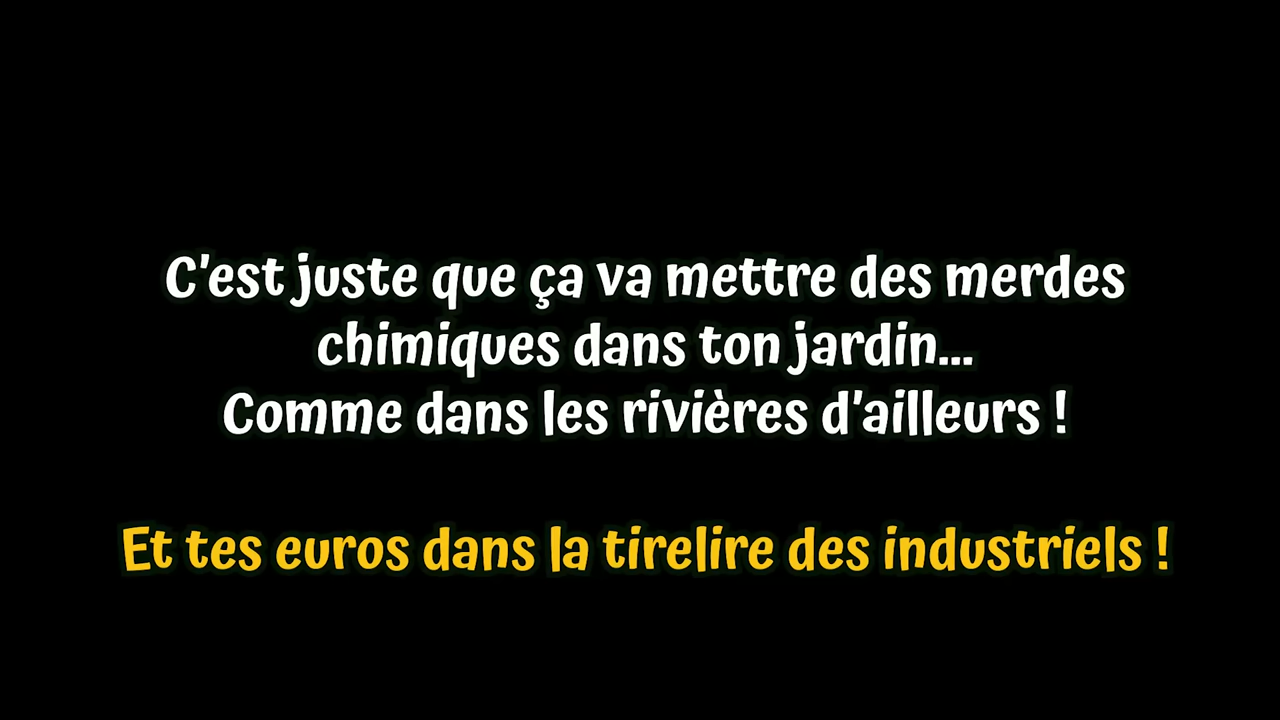 C'est juste que ça va mettre des merdes
chimiques dans ton jardin...
Comme dans les rivières d'ailleurs !
Et tes euros dans la tirelire des industriels !